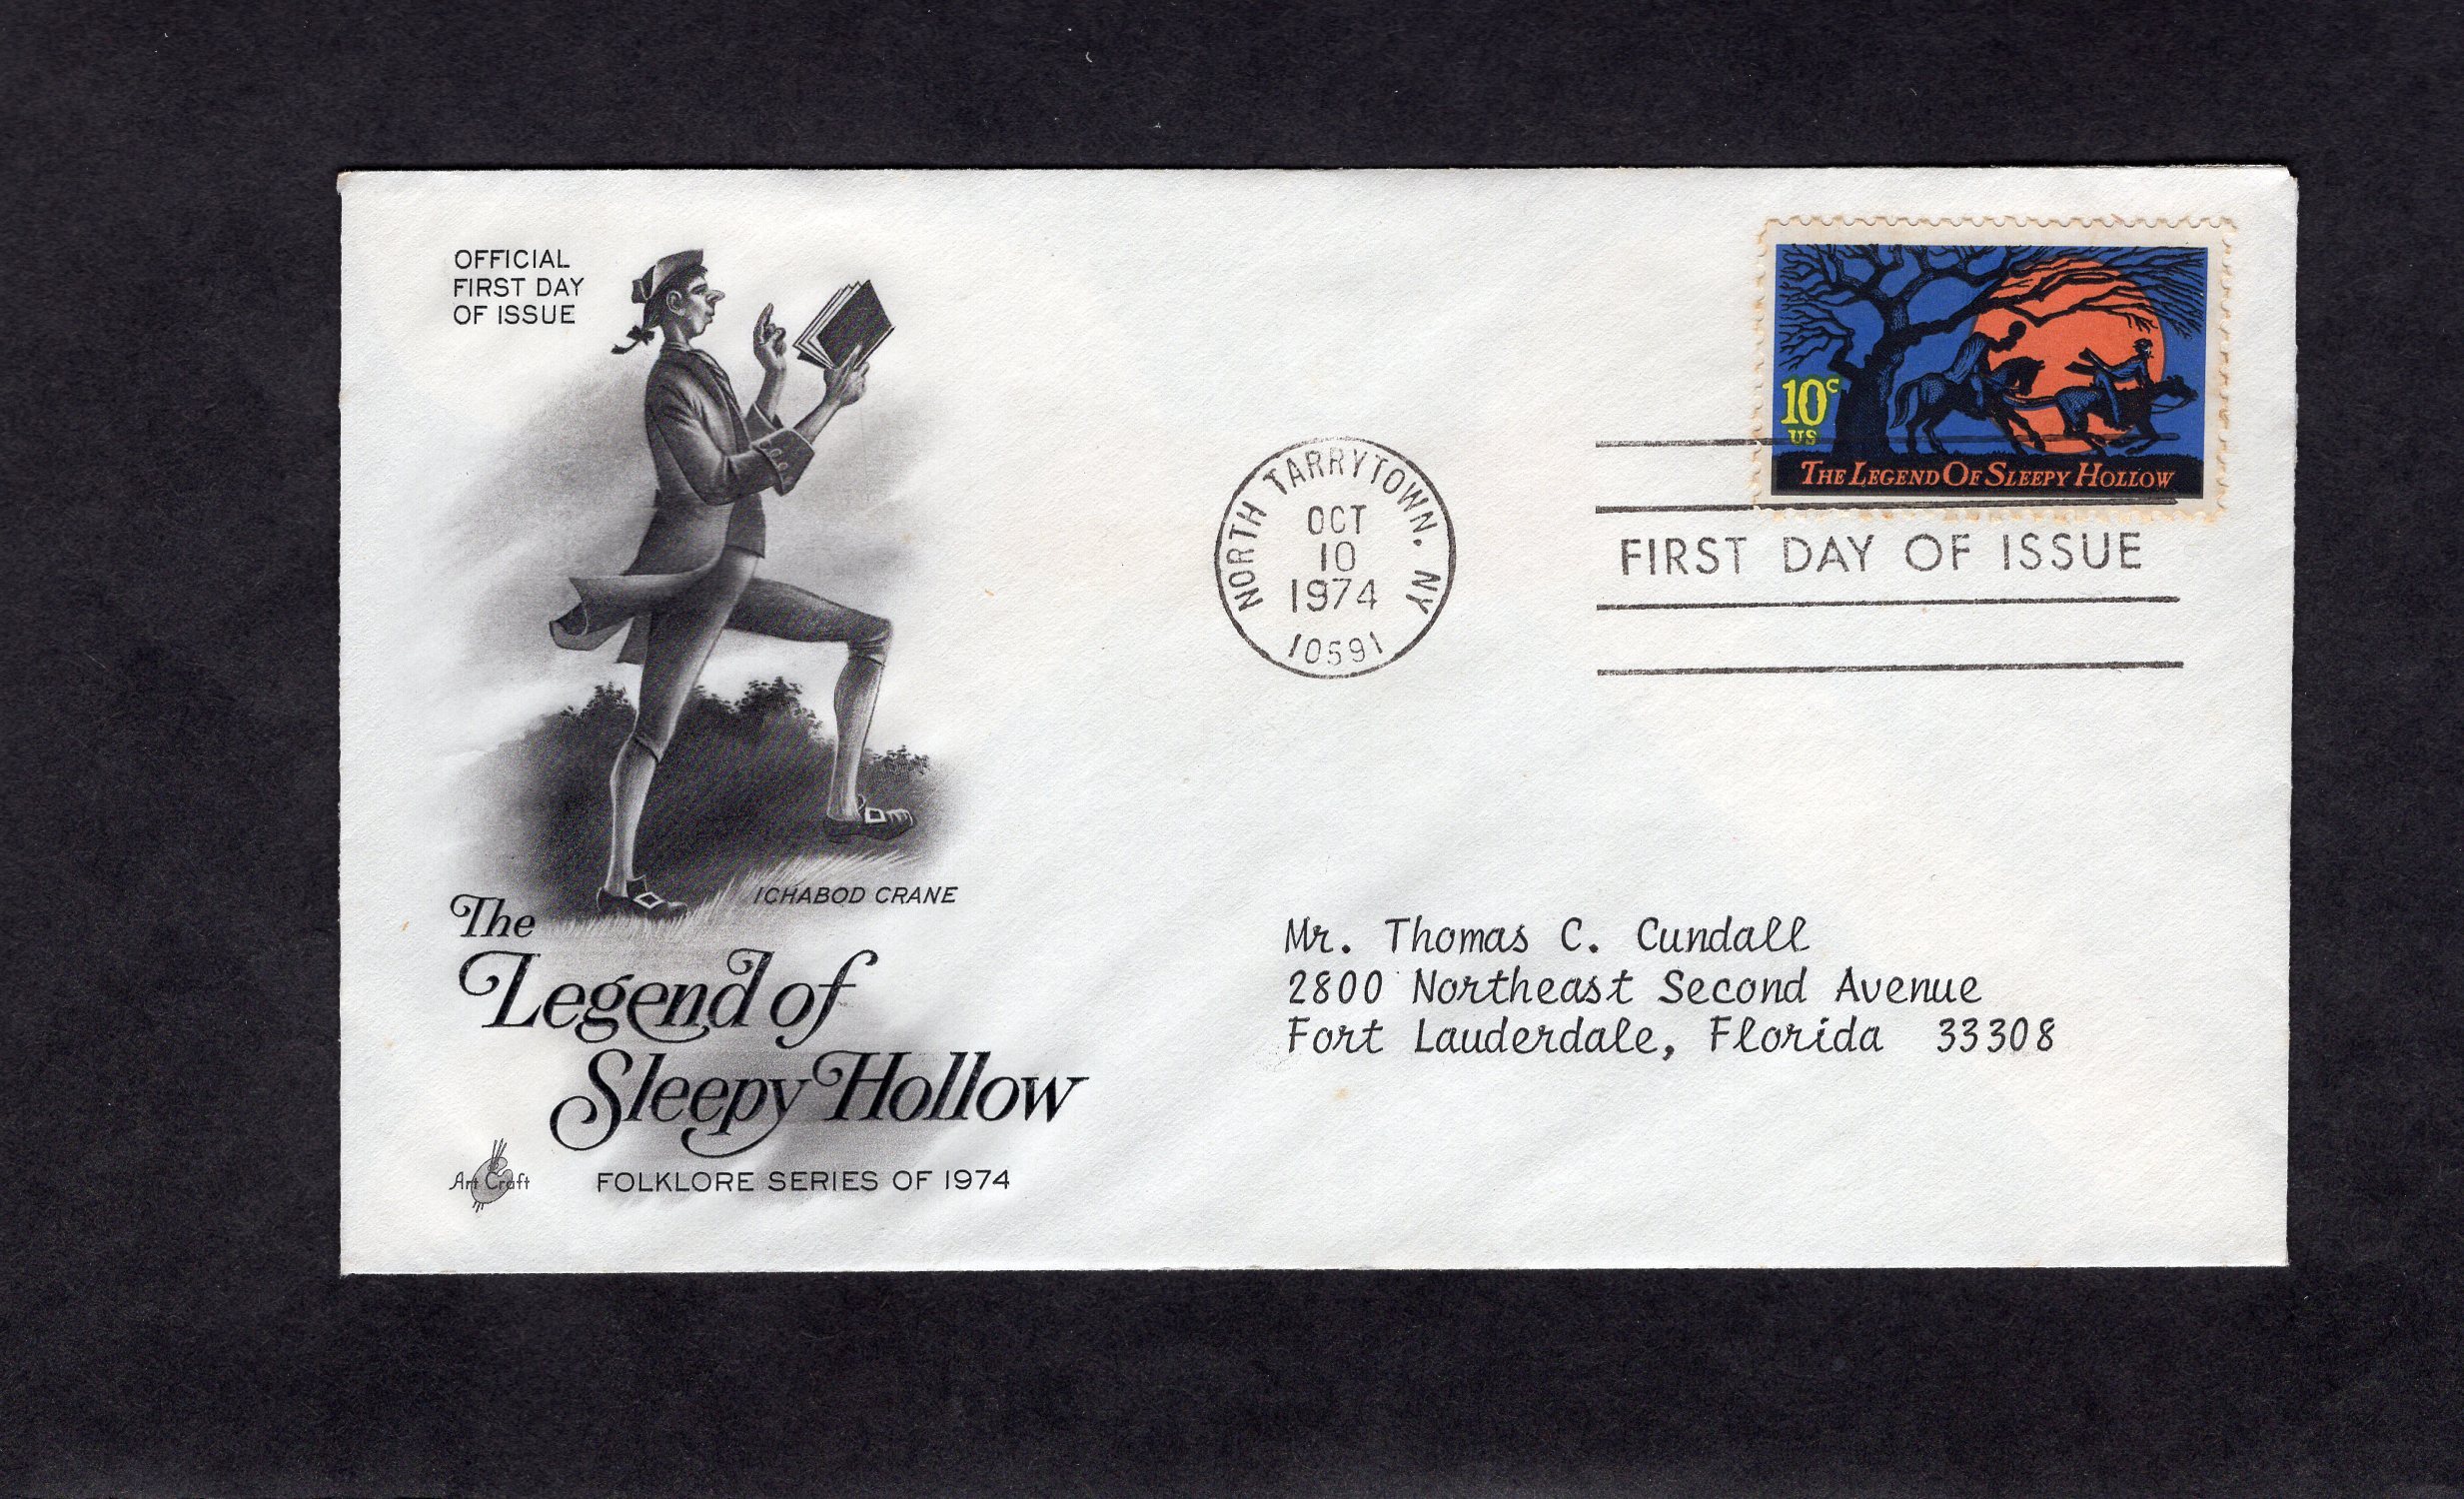 OFFICIAL
FIRST DAY
OF ISSUE
ICHABOD CRANE
The
Legend of
Sleepy Hollow
Art Craft
FOLKLORE SERIES OF 1974
NORTH TARRYTOWN. NY
OCT
10
1974
10591
10c
US
THE LEGEND OF SLEEPY HOLLOW
FIRST DAY OF ISSUE
Mr. Thomas C. Cundall
2800 Northeast Second Avenue
Fort Lauderdale, Florida 33308